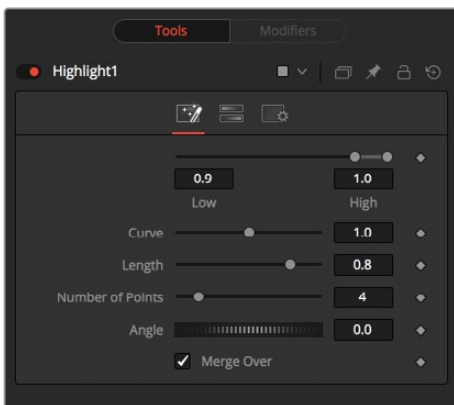 Tools Modifiers
Highlight1
0.9 1.0
Low High
Curve 1.0
Length 0.8
Number of Points 4
Angle 0.0
Merge Over